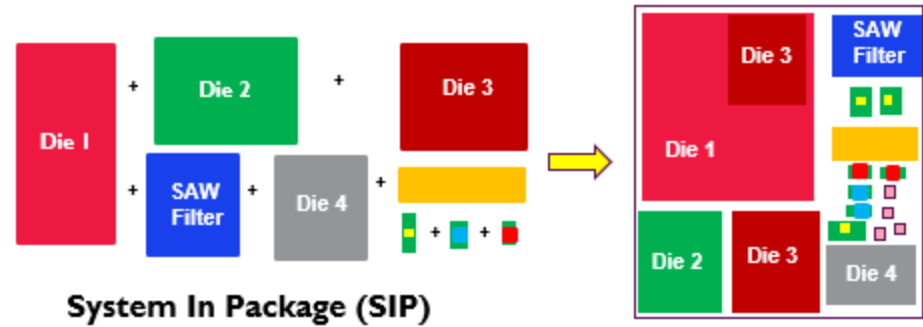 Die 1
+
Die 2
+
Die 3
+
SAW
Filter
+
Die 4
+
+
+
System In Package (SIP)
Die 3
SAW
Filter
Die 1
Die 2
Die 3
Die 4